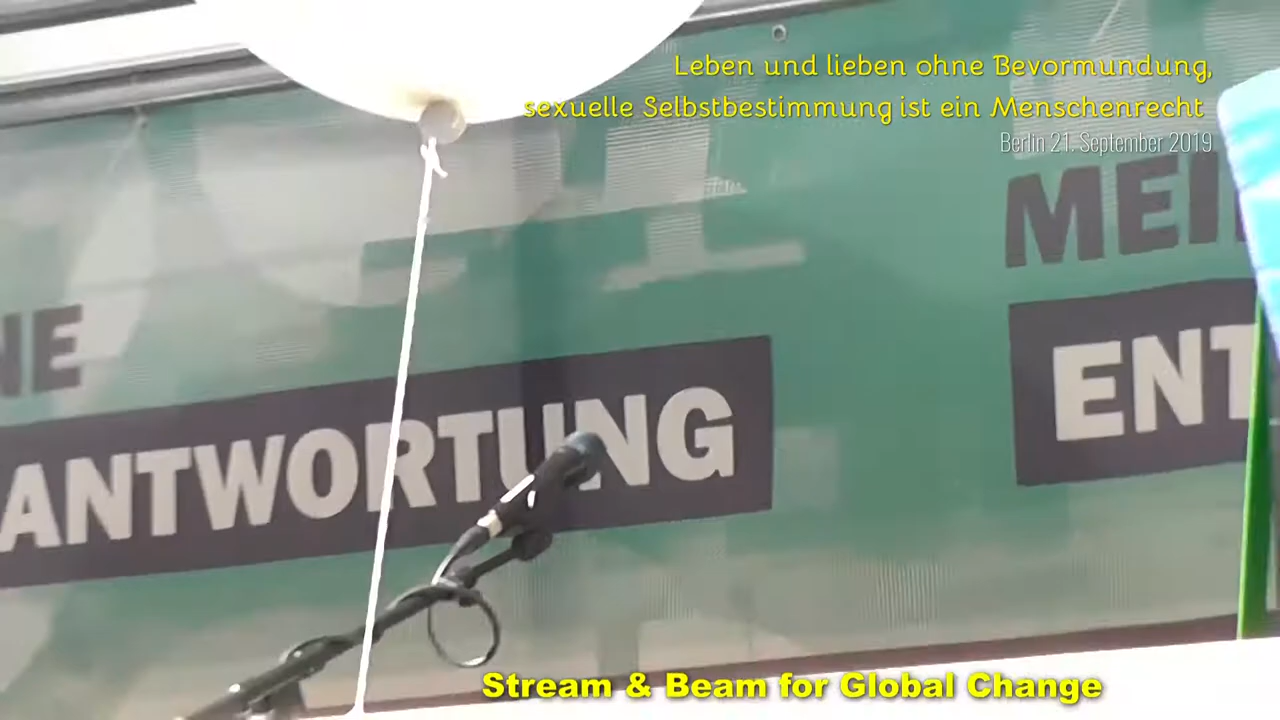 Leben und lieben ohne Bevormundung,
sexuelle Selbstbestimmung ist ein Menschenrecht
Berlin 21. September 2019
MEI
NE
ANTWORTUNG
ENT
Stream & Beam for Global Change